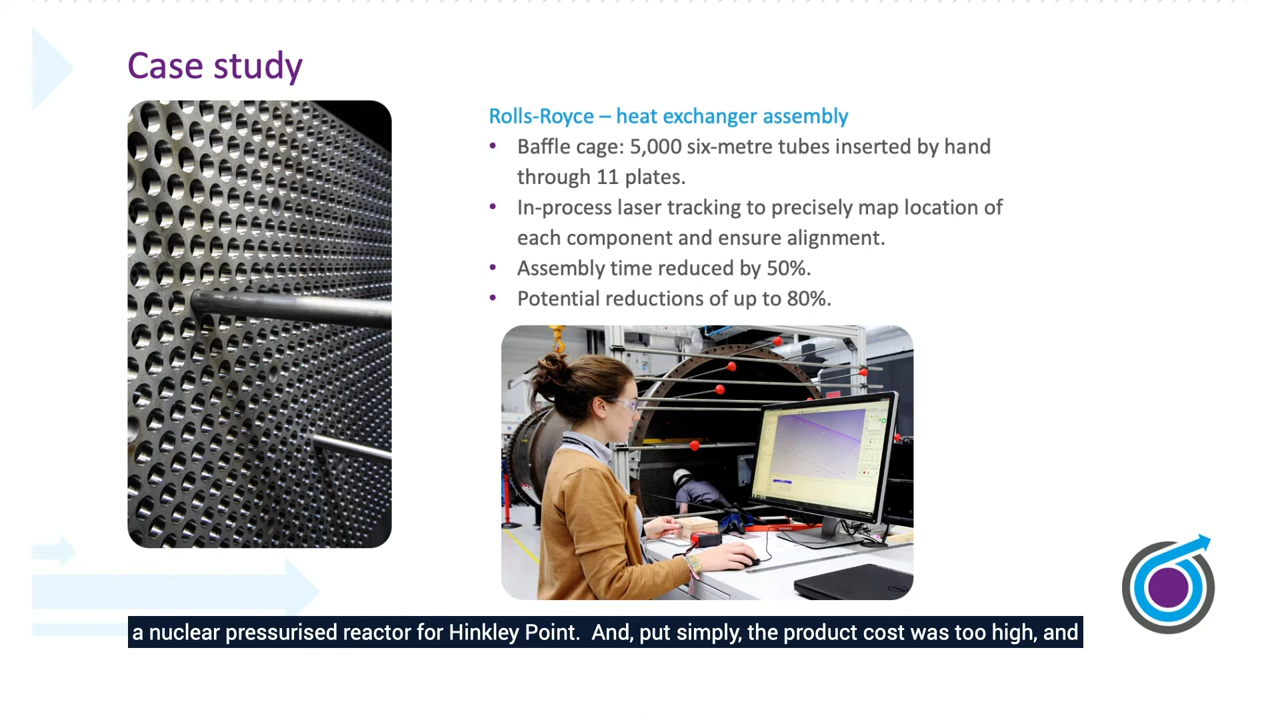 Case study
Rolls-Royce – heat exchanger assembly
• Baffle cage: 5,000 six-metre tubes inserted by hand
through 11 plates.
• In-process laser tracking to precisely map location of
each component and ensure alignment.
• Assembly time reduced by 50%.
• Potential reductions of up to 80%.
a nuclear pressurised reactor for Hinkley Point.  And, put simply, the product cost was too high, and